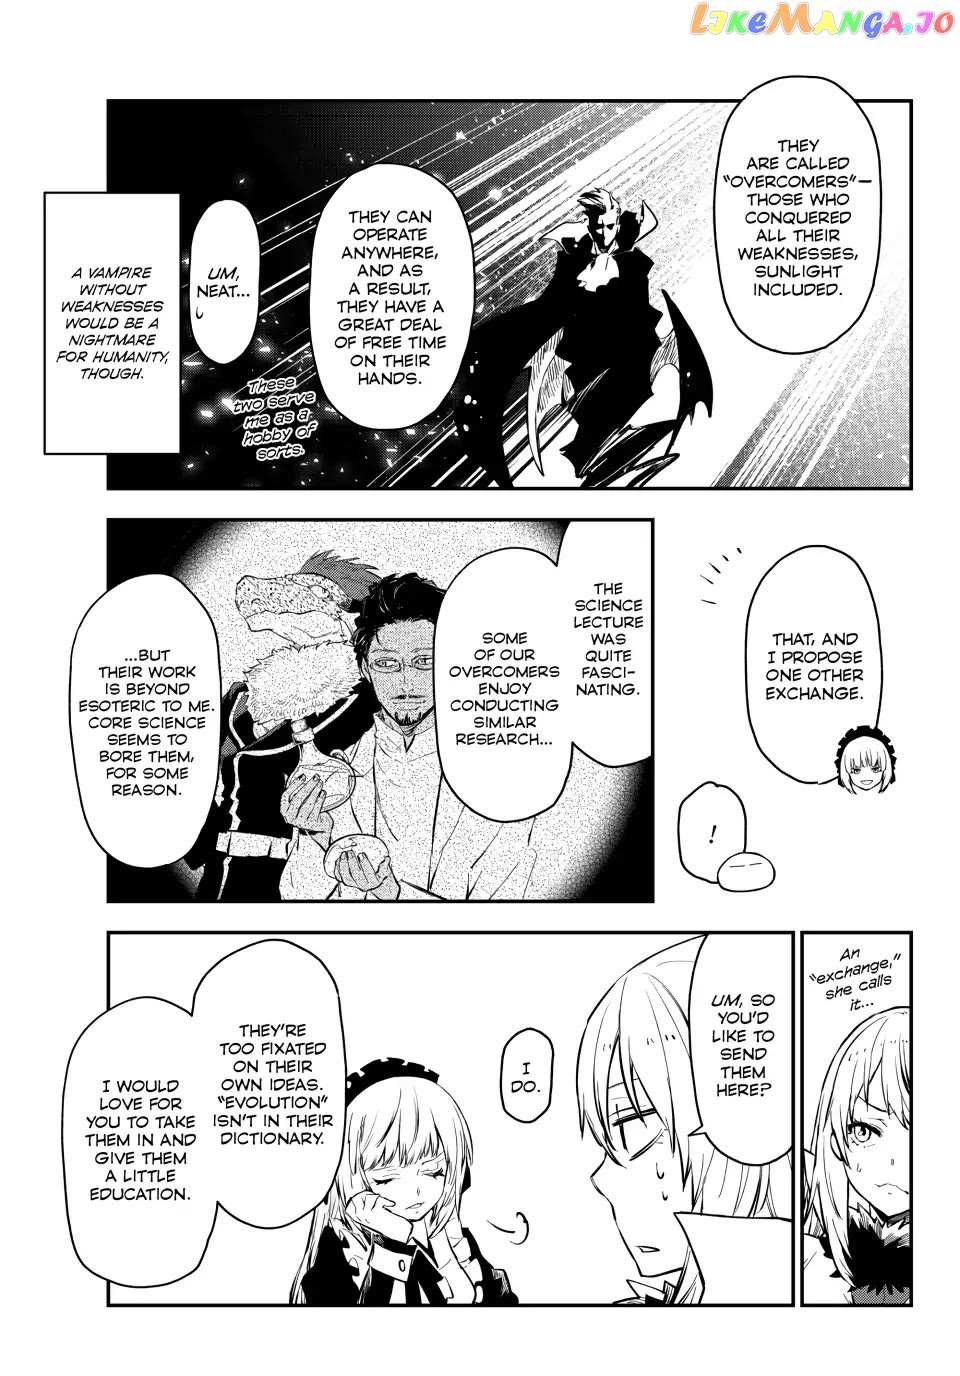 LIKEMANGA.IO
THEY
ARE CALLED
"OVERCOMERS"—
THOSE WHO
CONQUERED
ALL THEIR
WEAKNESSES,
SUNLIGHT
INCLUDED.
THEY CAN
OPERATE
ANYWHERE,
AND AS
A RESULT,
THEY HAVE A
GREAT DEAL
OF FREE TIME
ON THEIR
HANDS.
These
two serve
me as a
hobby of
sorts.
UM,
NEAT...
A VAMPIRE
WITHOUT
WEAKNESSES
WOULD BE A
NIGHTMARE
FOR HUMANITY,
THOUGH.
THAT, AND
I PROPOSE
ONE OTHER
EXCHANGE.
!
THE
SCIENCE
LECTURE
WAS
QUITE
FASCI-
NATING.
SOME
OF OUR
OVERCOMERS
ENJOY
CONDUCTING
SIMILAR
RESEARCH...
...BUT
THEIR WORK
IS BEYOND
ESOTERIC TO ME.
CORE SCIENCE
SEEMS TO
BORE THEM,
FOR SOME
REASON.
An
"exchange,"
she calls
it...
UM, SO
YOU'D
LIKE TO
SEND
THEM
HERE?
I
DO.
THEY'RE
TOO FIXATED
ON THEIR
OWN IDEAS.
"EVOLUTION"
ISN'T IN THEIR
DICTIONARY.
I WOULD
LOVE FOR
YOU TO TAKE
THEM IN AND
GIVE THEM
A LITTLE
EDUCATION.